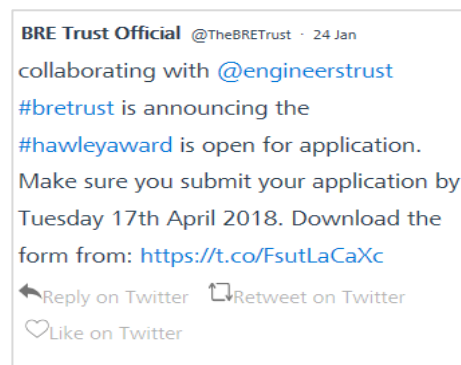 BRE Trust Official @TheBRETrust · 24 Jan
collaborating with @engineerstrust
#bretrust is announcing the
#hawleyaward is open for application.
Make sure you submit your application by
Tuesday 17th April 2018. Download the
form from: https://t.co/FsutLaCaXc
Reply on Twitter Retweet on Twitter
Like on Twitter